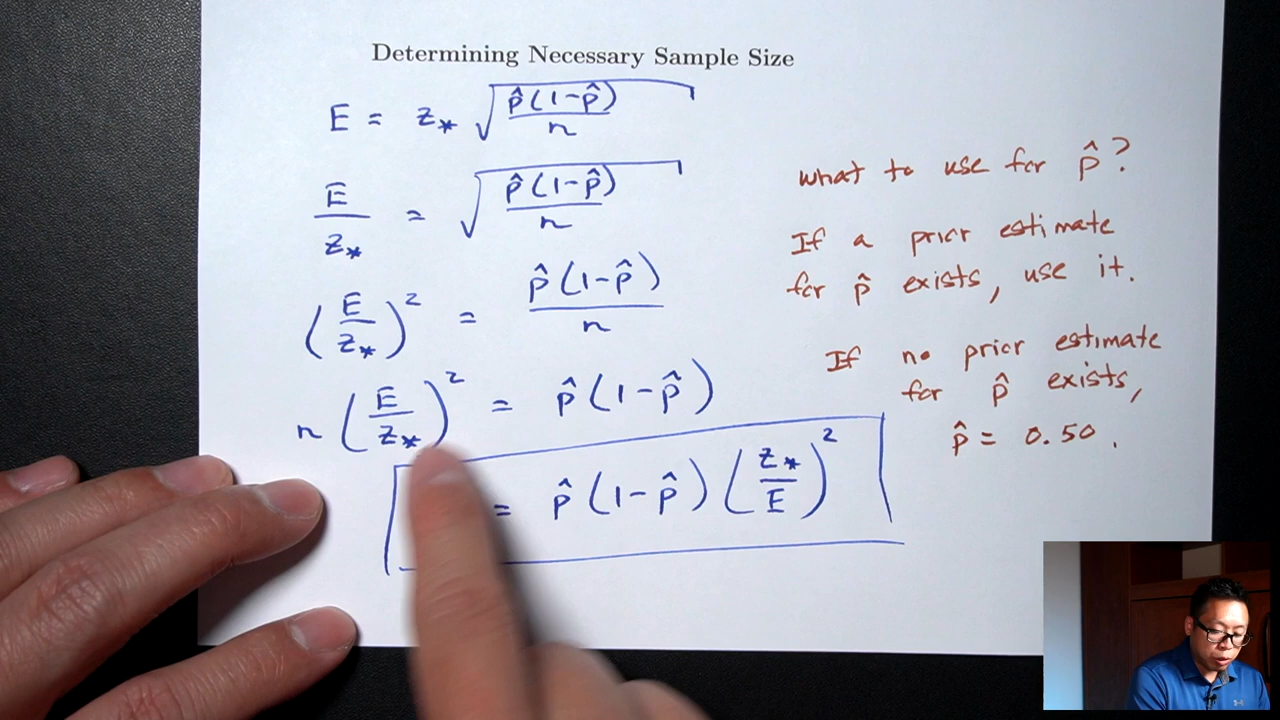 Determining Necessary Sample Size
E = z* √(p̂(1-p̂)/n)
E/z* = √(p̂(1-p̂)/n)
(E/z*)² = p̂(1-p̂)/n
n(E/z*)² = p̂(1-p̂)
= p̂(1-p̂)(z*/E)²
What to use for p̂?
If a prior estimate
for p̂ exists, use it.
If no prior estimate
for p̂ exists,
p̂ = 0.50.